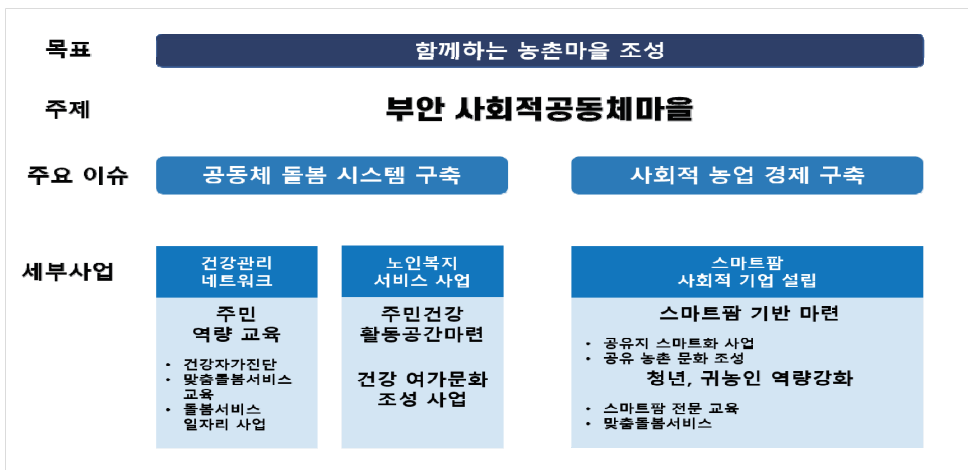 목표
함께하는 농촌마을 조성
주제
부안 사회적공동체마을
주요 이슈
공동체 돌봄 시스템 구축
사회적 농업 경제 구축
세부사업
건강관리
네트워크
주민
역량 교육
• 건강자가진단
• 맞춤돌봄서비스
교육
• 돌봄서비스
일자리 사업
노인복지
서비스 사업
주민건강
활동공간마련
건강 여가문화
조성 사업
스마트팜
사회적 기업 설립
스마트팜 기반 마련
• 공유지 스마트화 사업
• 공유 농촌 문화 조성
청년, 귀농인 역량강화
• 스마트팜 전문 교육
• 맞춤돌봄서비스